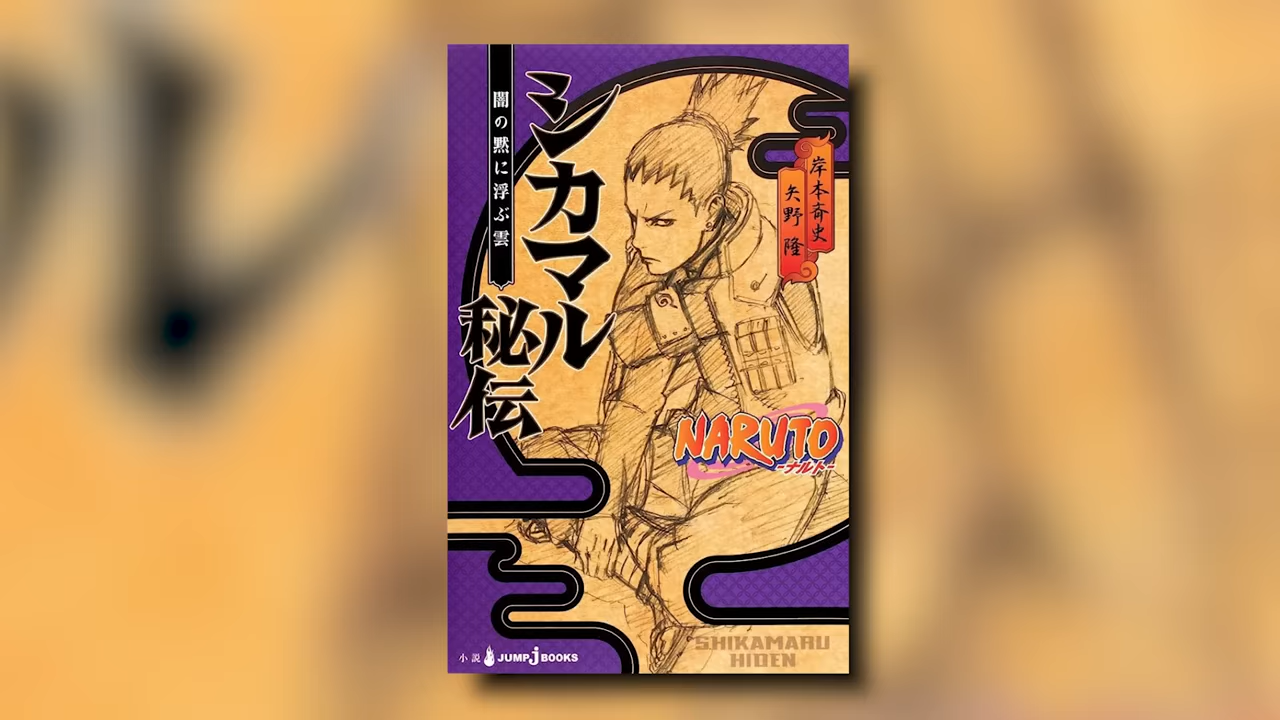 シカマル
秘伝
闇の黙に浮ぶ雲
岸本斉史
矢野 隆
NARUTO
-ナルト-
SHIKAMARU
HIDEN
小説 JUMP j BOOKS